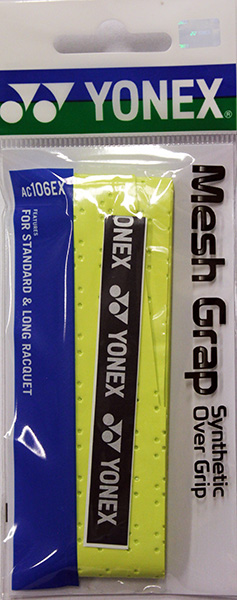 YONEX
AC106EX
FEATURES
FOR STANDARD & LONG RACQUET
YONEX
YONEX
YONEX
Mesh Grap
Synthetic
Over Grip